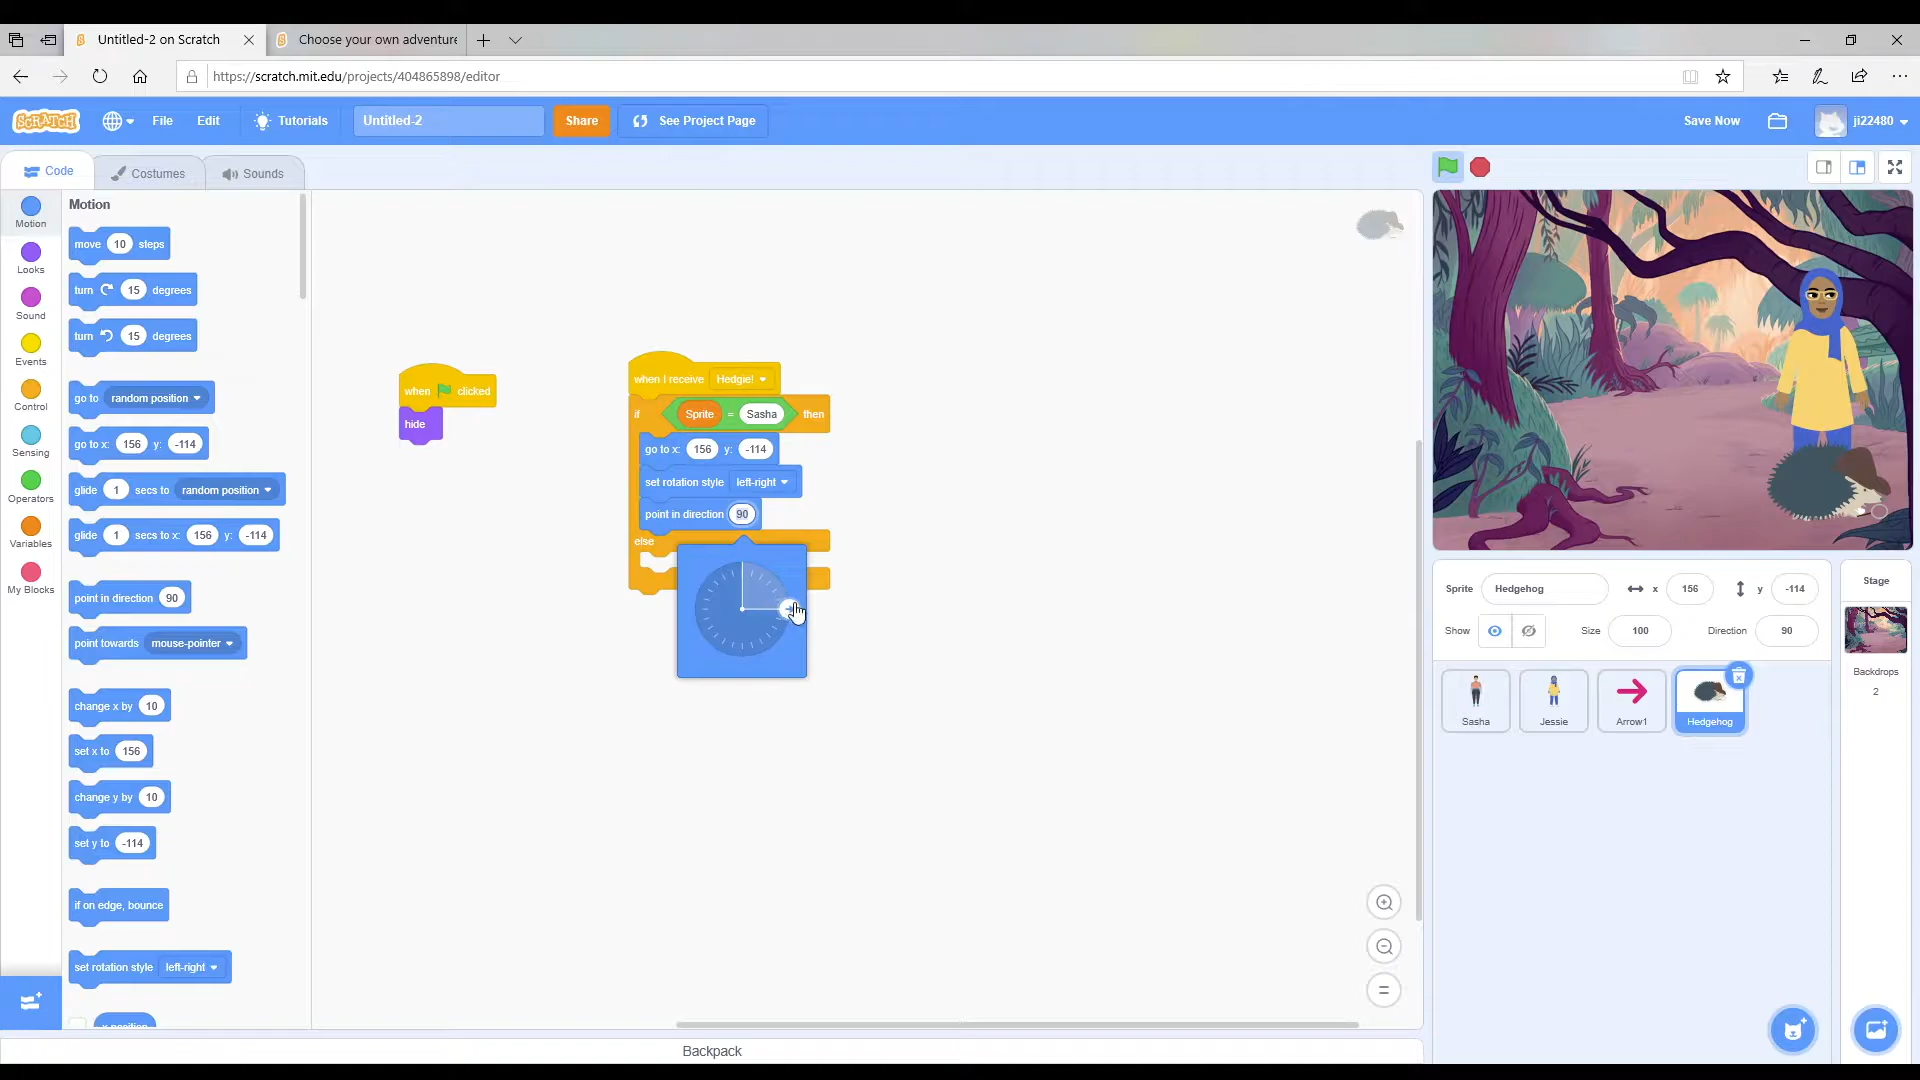 Untitled-2 on Scratch
Choose your own adventure
https://scratch.mit.edu/projects/404865898/editor
SCRATCH
File
Edit
Tutorials
Untitled-2
Share
See Project Page
Save Now
ji22480
Code
Costumes
Sounds
Motion
Looks
Sound
Events
Control
Sensing
Operators
Variables
My Blocks
Motion
move 10 steps
turn 15 degrees
turn 15 degrees
go to random position
go to x: 156 y: -114
glide 1 secs to random position
glide 1 secs to x: 156 y: -114
point in direction 90
point towards mouse-pointer
change x by 10
set x to 156
change y by 10
set y to -114
if on edge, bounce
set rotation style left-right
x position
when clicked
hide
when I receive Hedgie!
if Sprite = Sasha then
go to x: 156 y: -114
set rotation style left-right
point in direction 90
else
Sprite Hedgehog x 156 y -114
Show Size 100 Direction 90
Sasha
Jessie
Arrow1
Hedgehog
Stage
Backdrops
2
Backpack